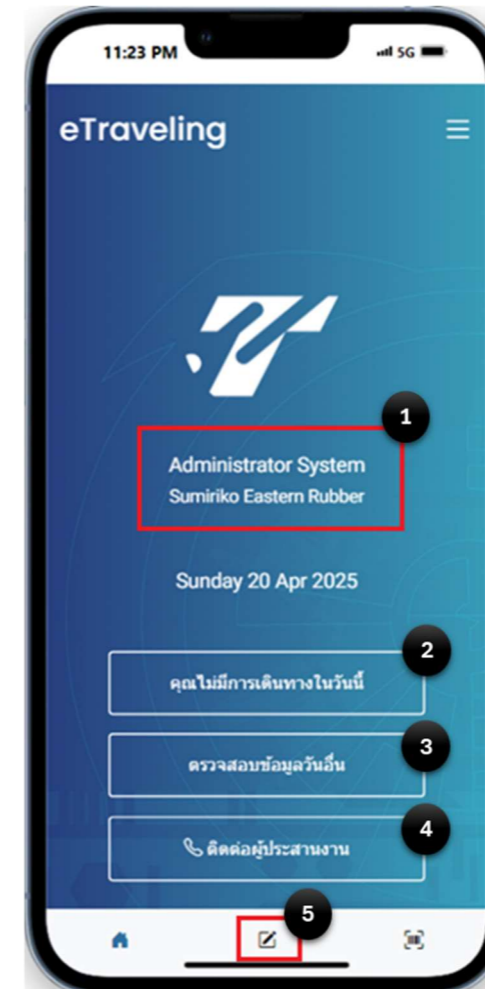 11:23 PM
5G
eTraveling
1
Administrator System
Sumiriko Eastern Rubber
Sunday 20 Apr 2025
2
คุณไม่มีการเดินทางในวันนี้
3
ตรวจสอบข้อมูลวันอื่น
4
ติดต่อผู้ประสานงาน
5